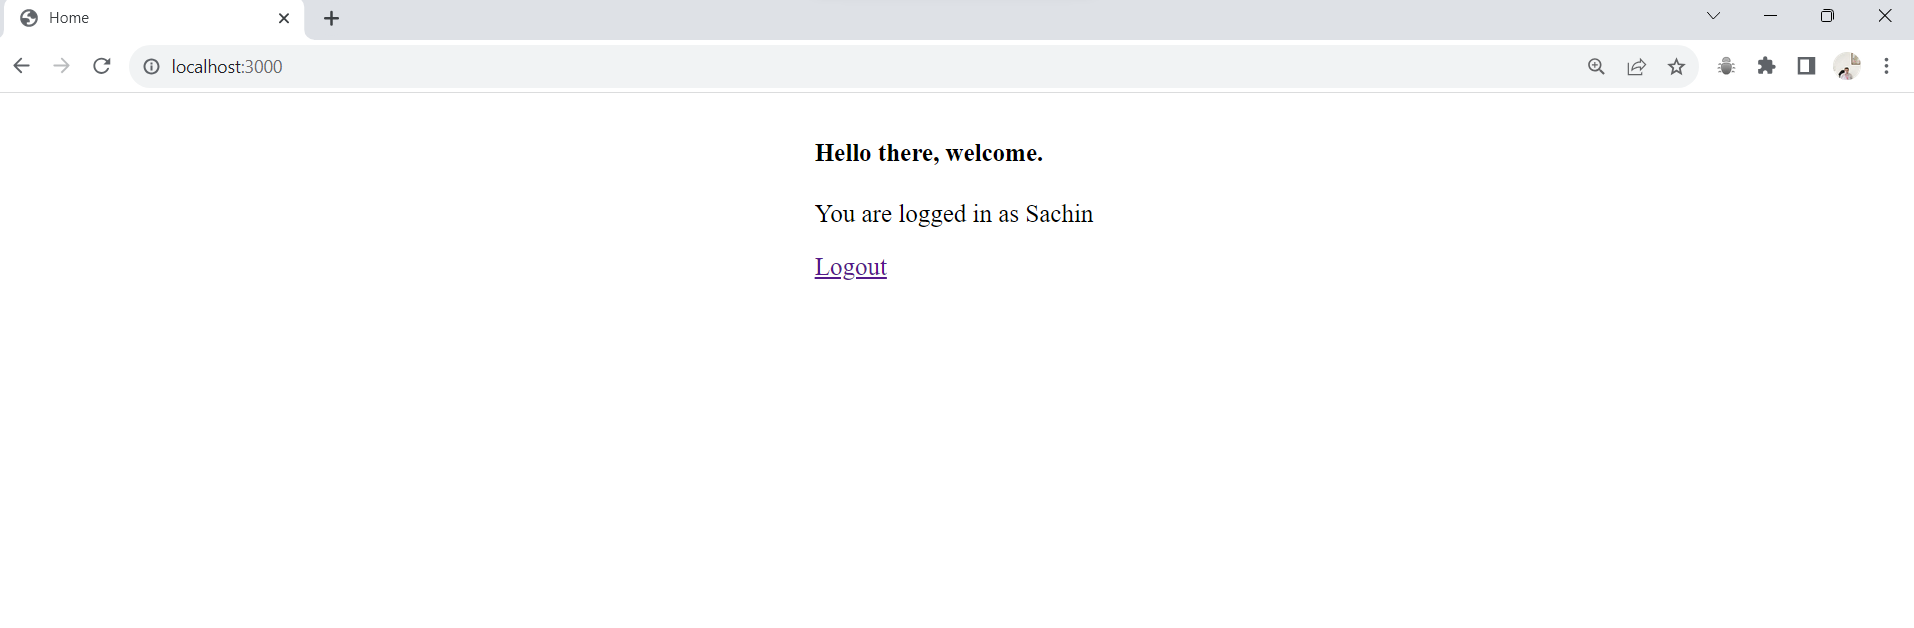 Home
localhost:3000
Hello there, welcome.
You are logged in as Sachin
Logout